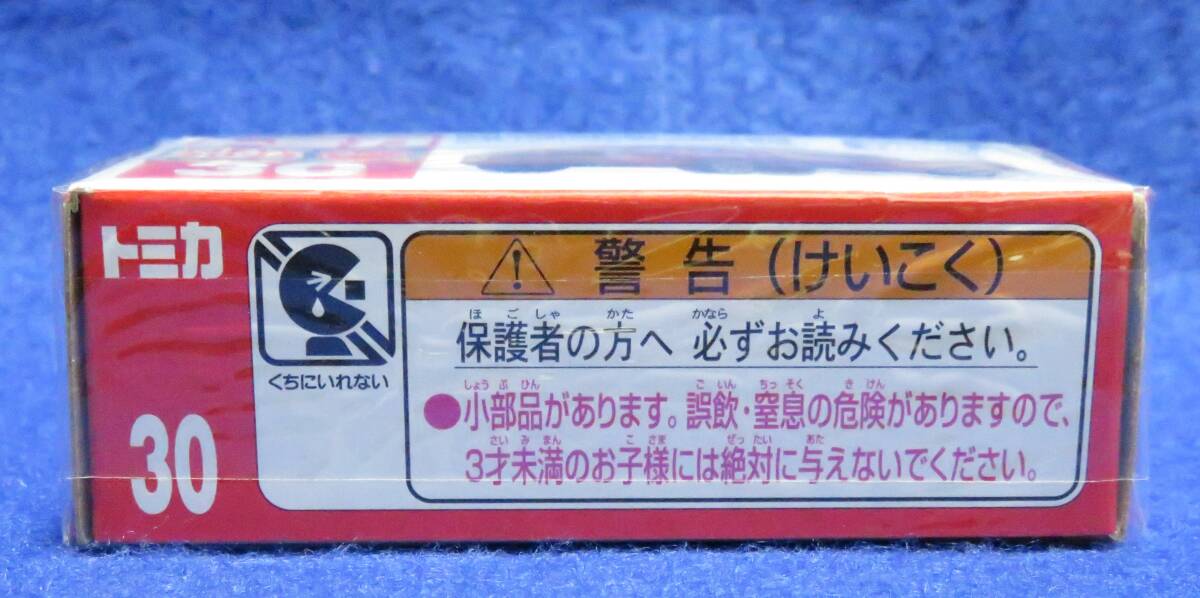 30
トミカ
くちにいれない
30
警告(けいこく)
ほごしゃ かた かなら よ
保護者の方へ 必ずお読みください。
しょうぶひん ごいん ちっそく きけん
●小部品があります。誤飲・窒息の危険がありますので、
さいみまん こさま ぜったい あた
3才未満のお子様には絶対に与えないでください。